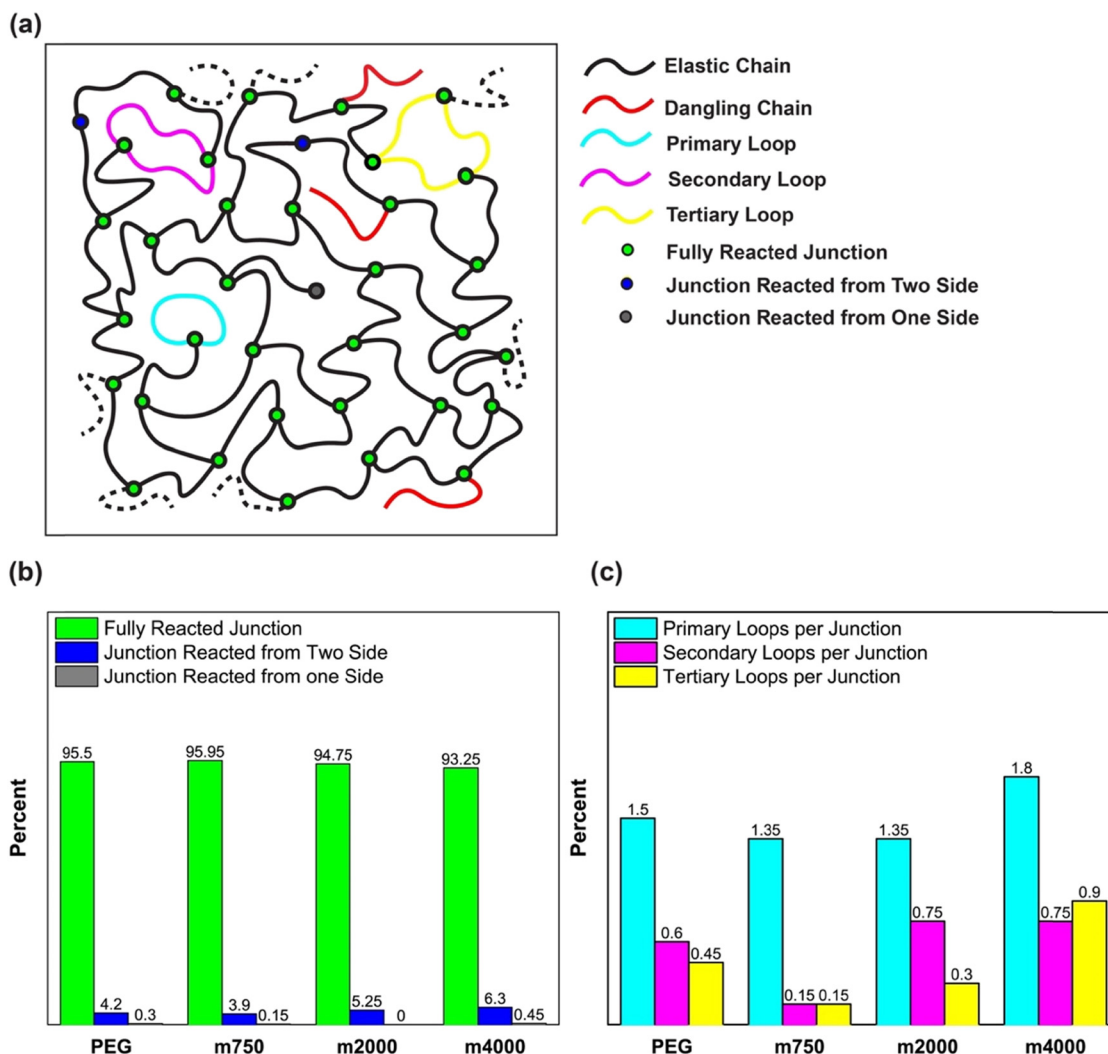 (a)
Elastic Chain
Dangling Chain
Primary Loop
Secondary Loop
Tertiary Loop
Fully Reacted Junction
Junction Reacted from Two Side
Junction Reacted from One Side
(b)
Fully Reacted Junction
Junction Reacted from Two Side
Junction Reacted from one Side
Percent
95.5
4.2
0.3
95.95
3.9
0.15
94.75
5.25
0
93.25
6.3
0.45
PEG
m750
m2000
m4000
(c)
Primary Loops per Junction
Secondary Loops per Junction
Tertiary Loops per Junction
Percent
1.5
0.6
0.45
1.35
0.15
0.15
1.35
0.75
0.3
1.8
0.75
0.9
PEG
m750
m2000
m4000